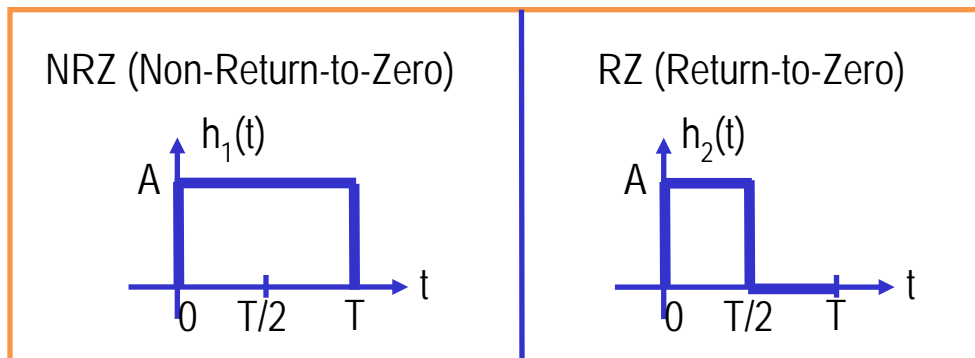 NRZ (Non-Return-to-Zero)
h₁(t)
A
0 T/2 T t
RZ (Return-to-Zero)
h₂(t)
A
0 T/2 T t